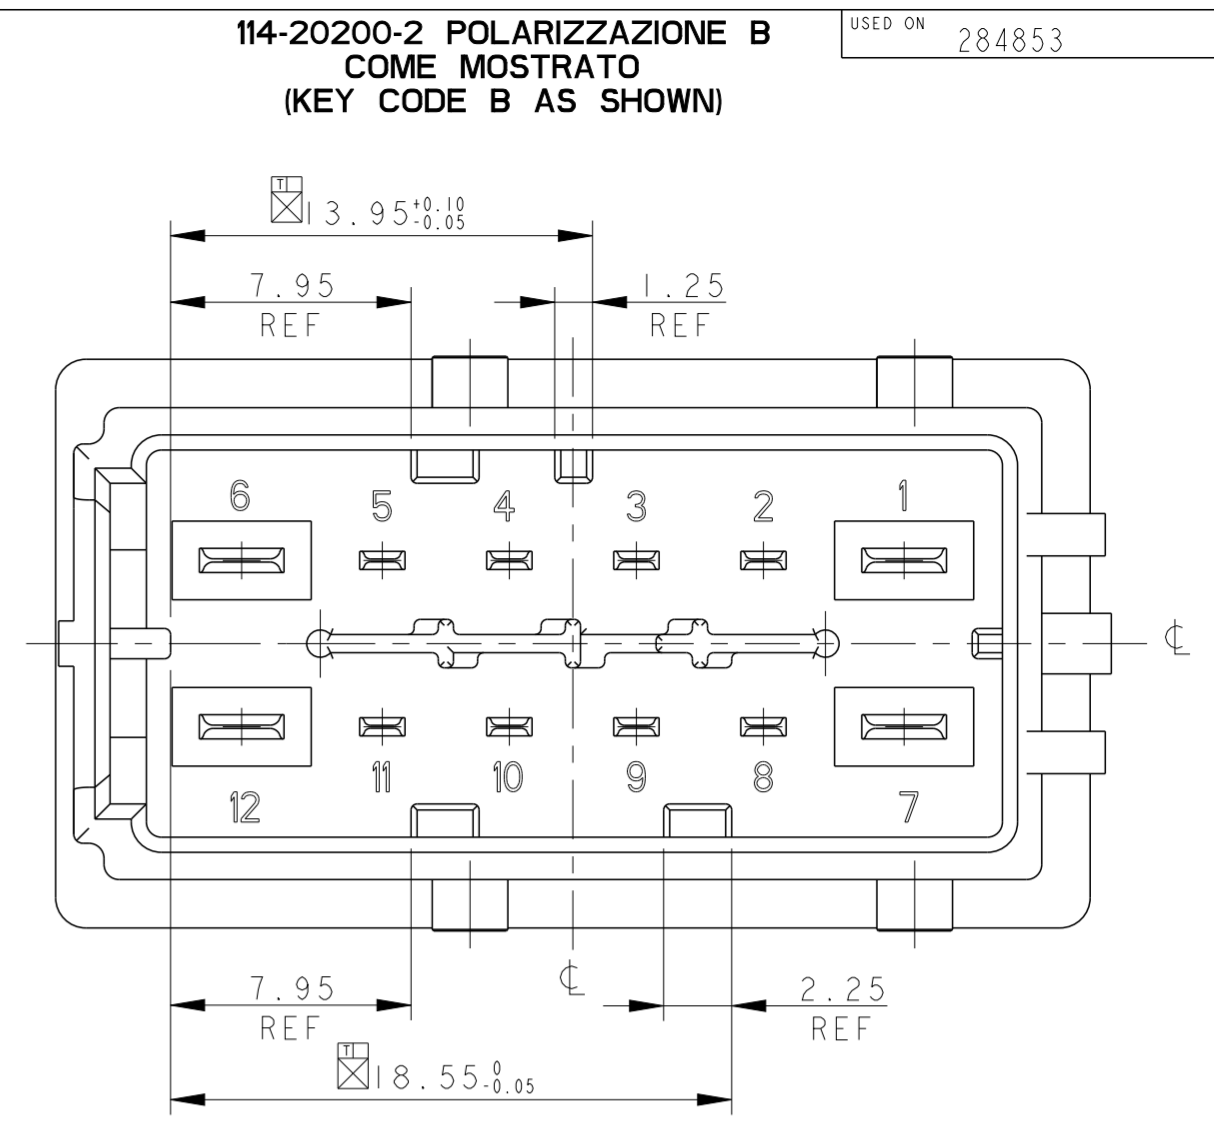 114-20200-2 POLARIZZAZIONE B
COME MOSTRATO
(KEY CODE B AS SHOWN)
USED ON 284853
T
13.95 +0.10 -0.05
7.95 REF
1.25 REF
6 5 4 3 2 1
℄
12 11 10 9 8 7
℄
7.95 REF
2.25 REF
T
18.55 0 -0.05